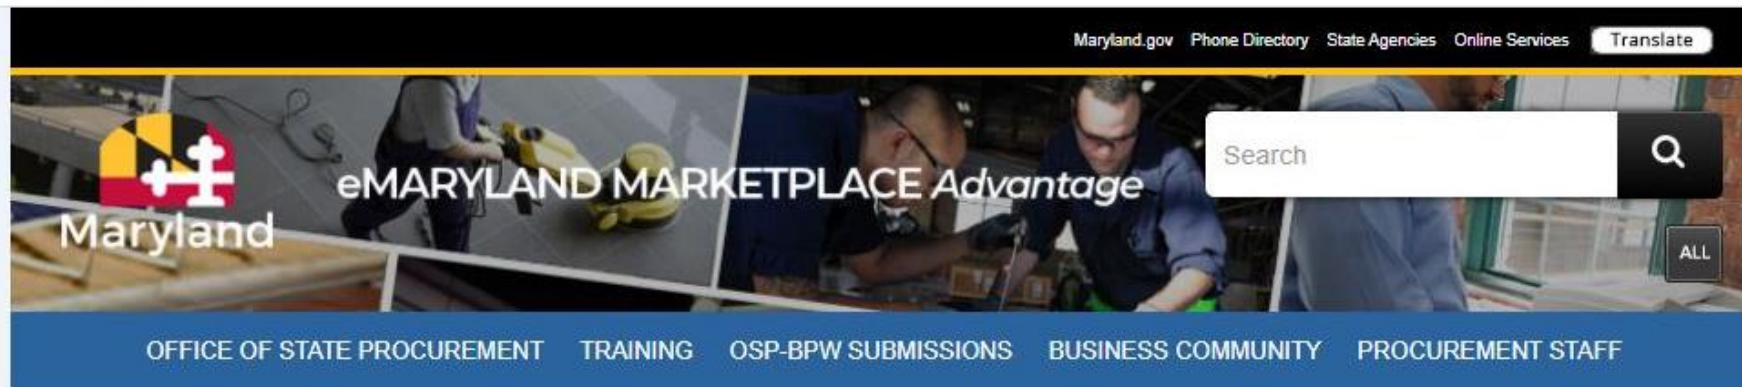 Maryland.gov Phone Directory State Agencies Online Services Translate
Maryland
eMARYLAND MARKETPLACE Advantage
Search
ALL
OFFICE OF STATE PROCUREMENT TRAINING OSP-BPW SUBMISSIONS BUSINESS COMMUNITY PROCUREMENT STAFF